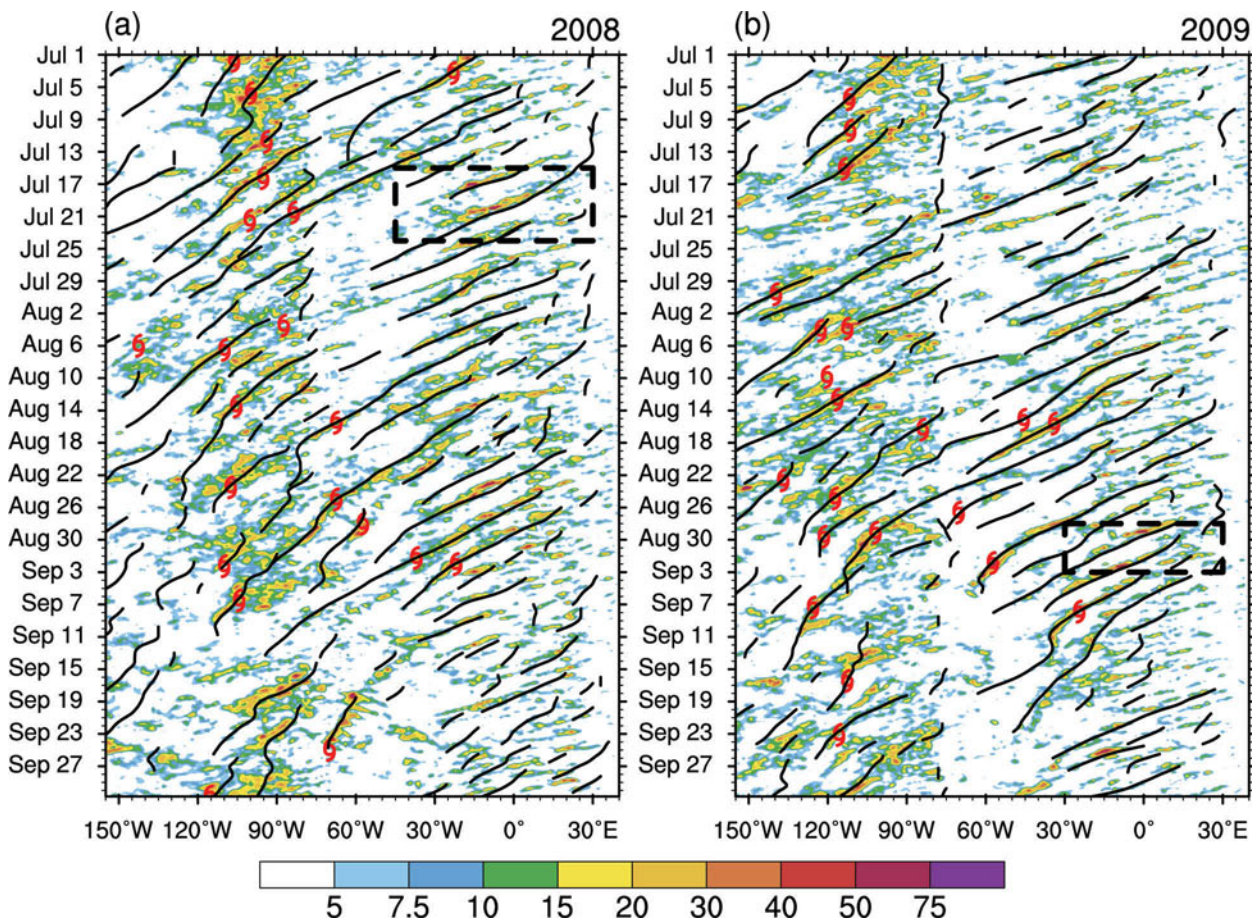 (a) 2008 (b) 2009
Jul 1 Jul 1
Jul 5 Jul 5
Jul 9 Jul 9
Jul 13 Jul 13
Jul 17 Jul 17
Jul 21 Jul 21
Jul 25 Jul 25
Jul 29 Jul 29
Aug 2 Aug 2
Aug 6 Aug 6
Aug 10 Aug 10
Aug 14 Aug 14
Aug 18 Aug 18
Aug 22 Aug 22
Aug 26 Aug 26
Aug 30 Aug 30
Sep 3 Sep 3
Sep 7 Sep 7
Sep 11 Sep 11
Sep 15 Sep 15
Sep 19 Sep 19
Sep 23 Sep 23
Sep 27 Sep 27
150°W 120°W 90°W 60°W 30°W 0° 30°E 150°W 120°W 90°W 60°W 30°W 0° 30°E
5 7.5 10 15 20 30 40 50 75